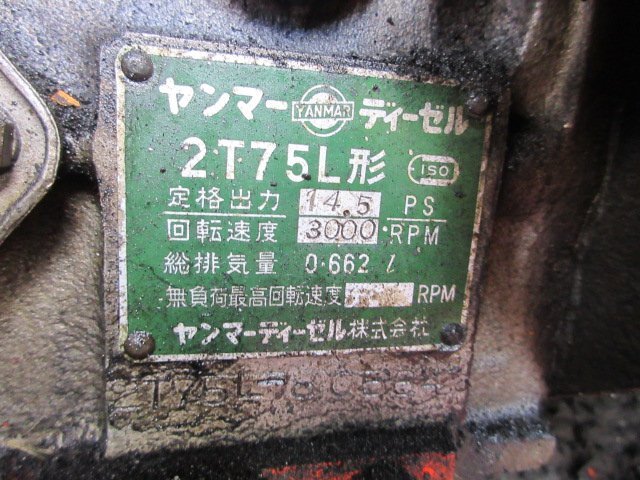 ヤンマー YANMAR ディーゼル
2T75L形 ISO
定格出力 14.5 PS
回転速度 3000 RPM
総排気量 0.662 l
無負荷最高回転速度 RPM
ヤンマーディーゼル株式会社